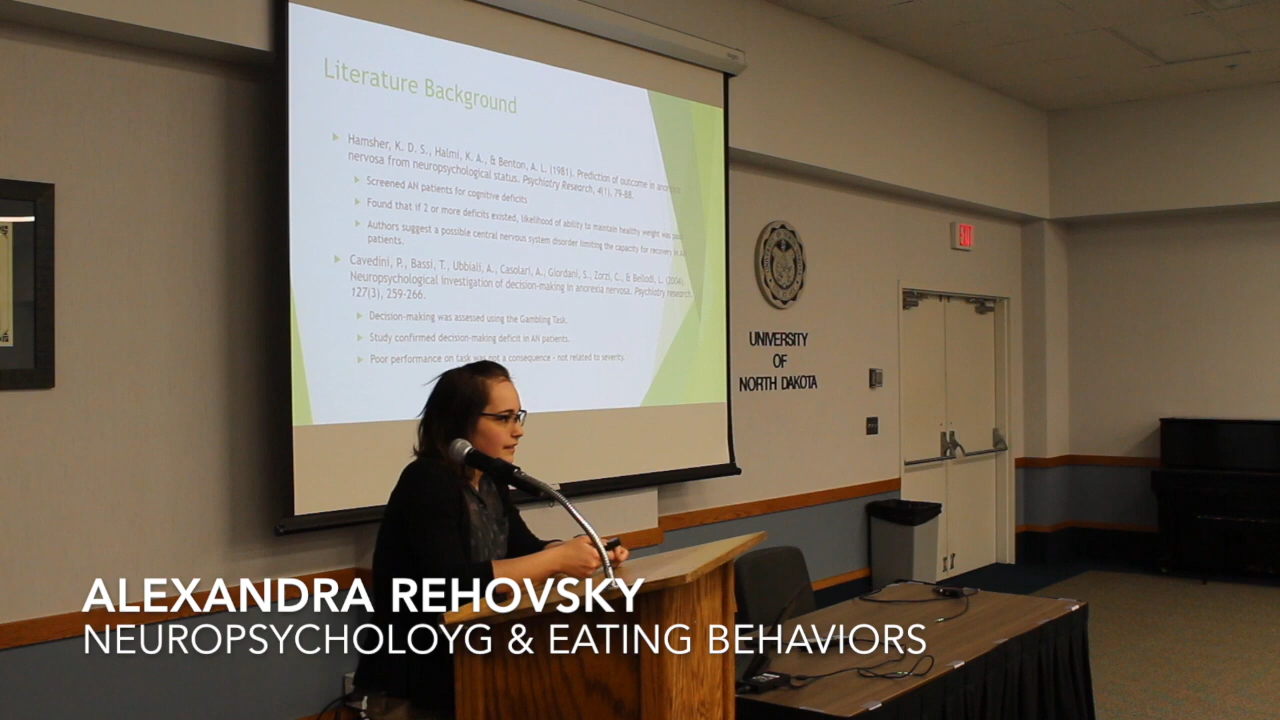 Literature Background
Hamsher, K. D. S., Halmi, K. A., & Benton, A. L. (1981). Prediction of outcome in anorexia
nervosa from neuropsychological status. Psychiatry Research, 4(1), 79-88.
Screened AN patients for cognitive deficits
Found that if 2 or more deficits existed, likelihood of ability to maintain healthy weight was poor.
Authors suggest a possible central nervous system disorder limiting the capacity for recovery in AN
patients.
Cavedini, P., Bassi, T., Ubbiali, A., Casolari, A., Giordani, S., Zorzi, C., & Bellodi, L. (2004).
Neuropsychological investigation of decision-making in anorexia nervosa. Psychiatry research,
127(3), 259-266.
Decision-making was assessed using the Gambling Task.
Study confirmed decision-making deficit in AN patients.
Poor performance on task was not a consequence - not related to severity.
EXIT
UNIVERSITY
OF
NORTH DAKOTA
ALEXANDRA REHOVSKY
NEUROPSYCHOLOYG & EATING BEHAVIORS